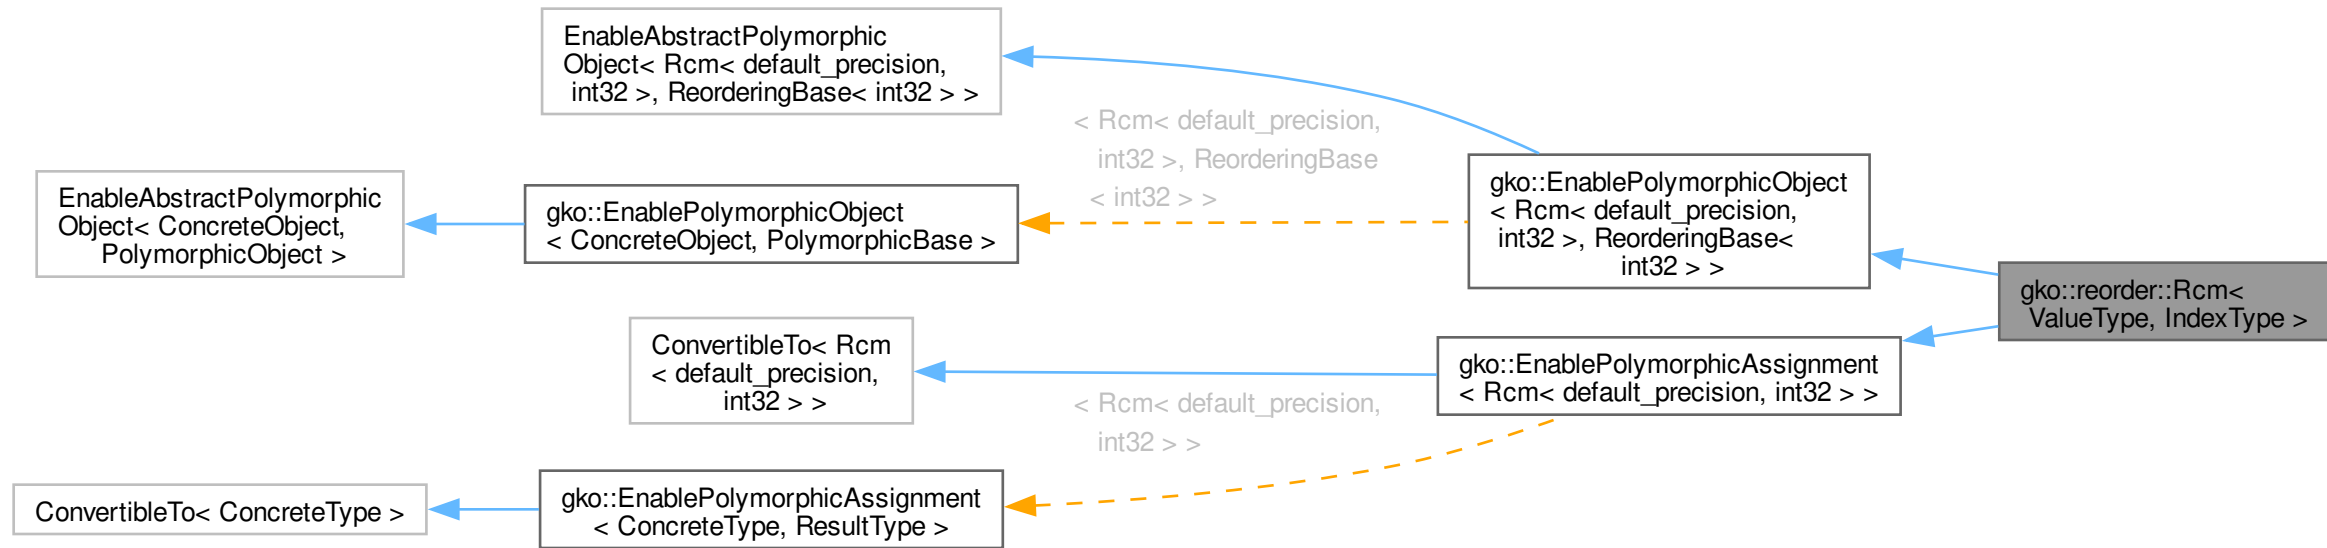 EnableAbstractPolymorphic
Object< Rcm< default_precision,
int32 >, ReorderingBase< int32 > >
< Rcm< default_precision,
int32 >, ReorderingBase
< int32 > >
EnableAbstractPolymorphic
Object< ConcreteObject,
PolymorphicObject >
gko::EnablePolymorphicObject
< ConcreteObject, PolymorphicBase >
gko::EnablePolymorphicObject
< Rcm< default_precision,
int32 >, ReorderingBase<
int32 > >
gko::reorder::Rcm<
ValueType, IndexType >
ConvertibleTo< Rcm
< default_precision,
int32 > >
gko::EnablePolymorphicAssignment
< Rcm< default_precision, int32 > >
< Rcm< default_precision,
int32 > >
ConvertibleTo< ConcreteType >
gko::EnablePolymorphicAssignment
< ConcreteType, ResultType >